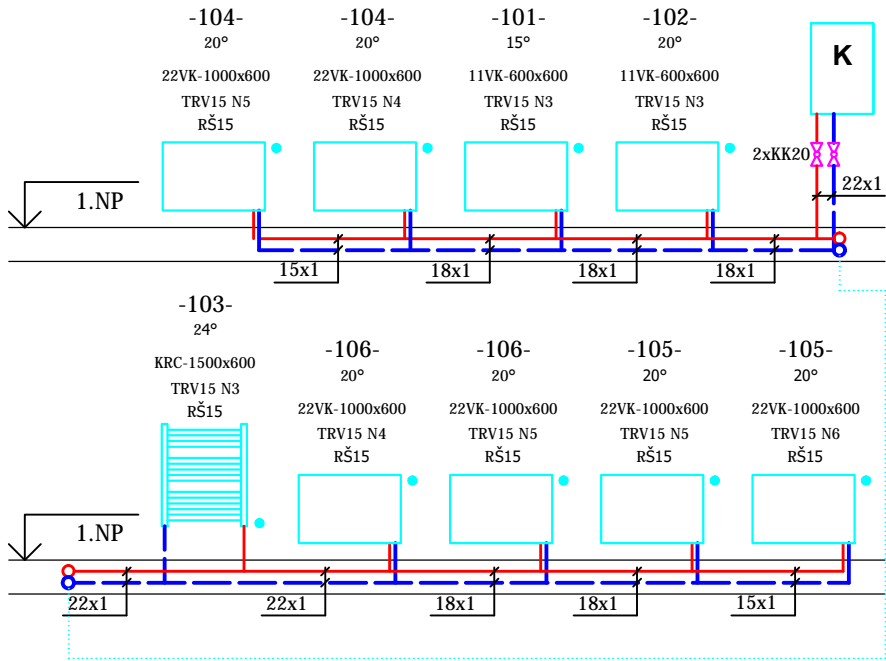 -104- -104- -101- -102-
20° 20° 15° 20°
22VK-1000x600 22VK-1000x600 11VK-600x600 11VK-600x600
TRV15 N5 TRV15 N4 TRV15 N3 TRV15 N3
RŠ15 RŠ15 RŠ15 RŠ15
K
2xKK20
22x1
1.NP
15x1 18x1 18x1 18x1
-103-
24°
KRC-1500x600
TRV15 N3
RŠ15
-106- -106- -105- -105-
20° 20° 20° 20°
22VK-1000x600 22VK-1000x600 22VK-1000x600 22VK-1000x600
TRV15 N4 TRV15 N5 TRV15 N5 TRV15 N6
RŠ15 RŠ15 RŠ15 RŠ15
1.NP
22x1 22x1 18x1 18x1 15x1